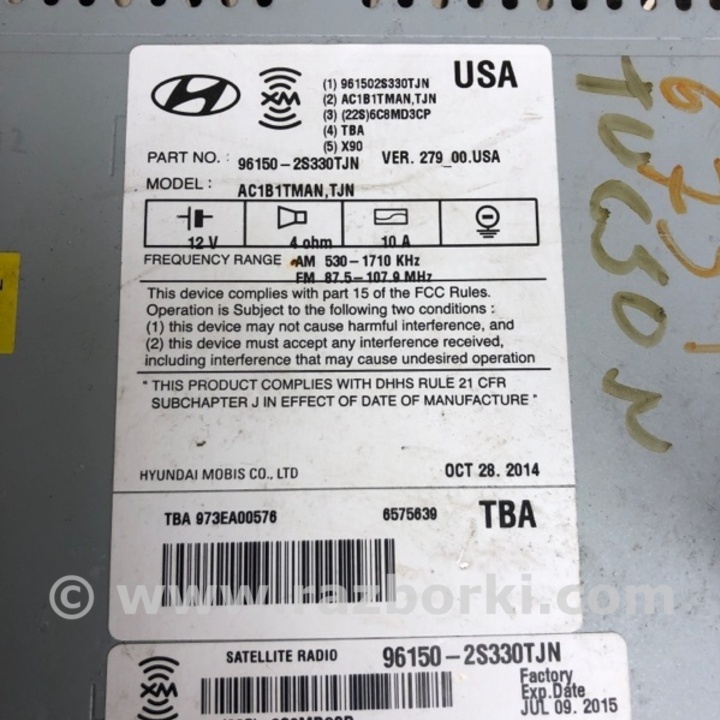 XM
(1) 961502S330TJN
(2) AC1B1TMAN,TJN
(3) (22S)6C8MD3CP
(4) TBA
(5) X90
USA
PART NO. : 96150-2S330TJN VER. 279_00.USA
MODEL : AC1B1TMAN,TJN
12 V 4 ohm 10 A
FREQUENCY RANGE AM 530-1710 KHz
FM 87.5-107.9 MHz
This device complies with part 15 of the FCC Rules.
Operation is Subject to the following two conditions :
(1) this device may not cause harmful interference, and
(2) this device must accept any interference received,
including interference that may cause undesired operation
" THIS PRODUCT COMPLIES WITH DHHS RULE 21 CFR
SUBCHAPTER J IN EFFECT OF DATE OF MANUFACTURE "
HYUNDAI MOBIS CO., LTD OCT 28. 2014
TBA 973EA00576 6575639 TBA
© www.razborki.com
XM
SATELLITE RADIO 96150-2S330TJN
Factory
Exp.Date
JUL 09. 2015
TUCSON